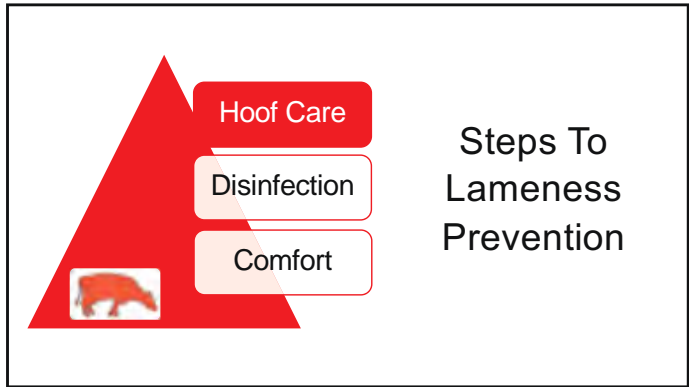 Hoof Care
Disinfection
Comfort
Steps To
Lameness
Prevention